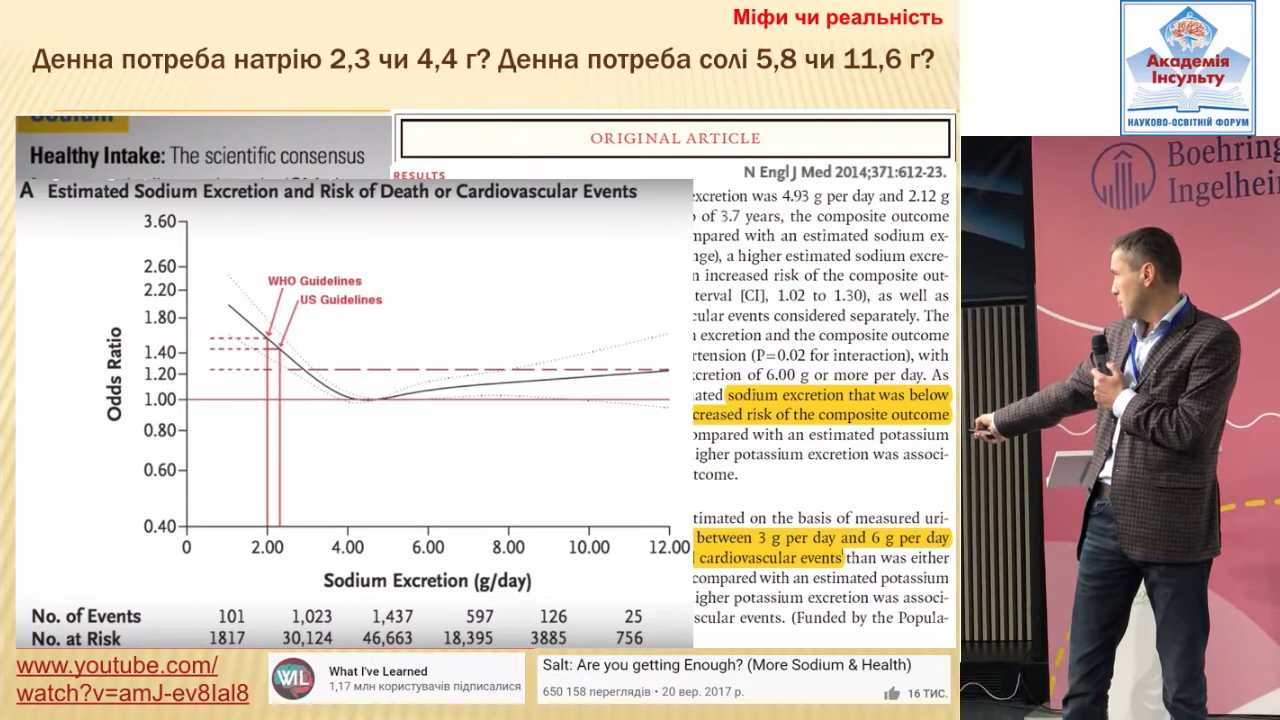 Міфи чи реальність
Денна потреба натрію 2,3 чи 4,4 г? Денна потреба солі 5,8 чи 11,6 г?
Академія
Інсульту
НАУКОВО-ОСВІТНІЙ ФОРУМ
Boehring
Ingelhei
Healthy Intake: The scientific consensus
ORIGINAL ARTICLE
RESULTS
N Engl J Med 2014;371:612-23.
A Estimated Sodium Excretion and Risk of Death or Cardiovascular Events
3.60
2.60
2.20
1.80
1.40
1.20
1.00
0.80
0.60
0.40
WHO Guidelines
US Guidelines
Odds Ratio
0 2.00 4.00 6.00 8.00 10.00 12.00
Sodium Excretion (g/day)
No. of Events 101 1,023 1,437 597 126 25
No. at Risk 1817 30,124 46,663 18,395 3885 756
excretion was 4.93 g per day and 2.12 g
of 3.7 years, the composite outcome
mpared with an estimated sodium ex-
nge), a higher estimated sodium excre-
n increased risk of the composite out-
terval [CI], 1.02 to 1.30), as well as
cular events considered separately. The
excretion and the composite outcome
rtension (P=0.02 for interaction), with
xcretion of 6.00 g or more per day. As
ated sodium excretion that was below
creased risk of the composite outcome
ompared with an estimated potassium
igher potassium excretion was associ-
tcome.
timated on the basis of measured uri-
between 3 g per day and 6 g per day
cardiovascular events than was either
compared with an estimated potassium
igher potassium excretion was associ-
scular events. (Funded by the Popula-
www.youtube.com/
watch?v=amJ-ev8Ial8
WIL
What I've Learned
1,17 млн користувачів підписалися
Salt: Are you getting Enough? (More Sodium & Health)
650 158 переглядів • 20 вер. 2017 р.
16 ТИС.